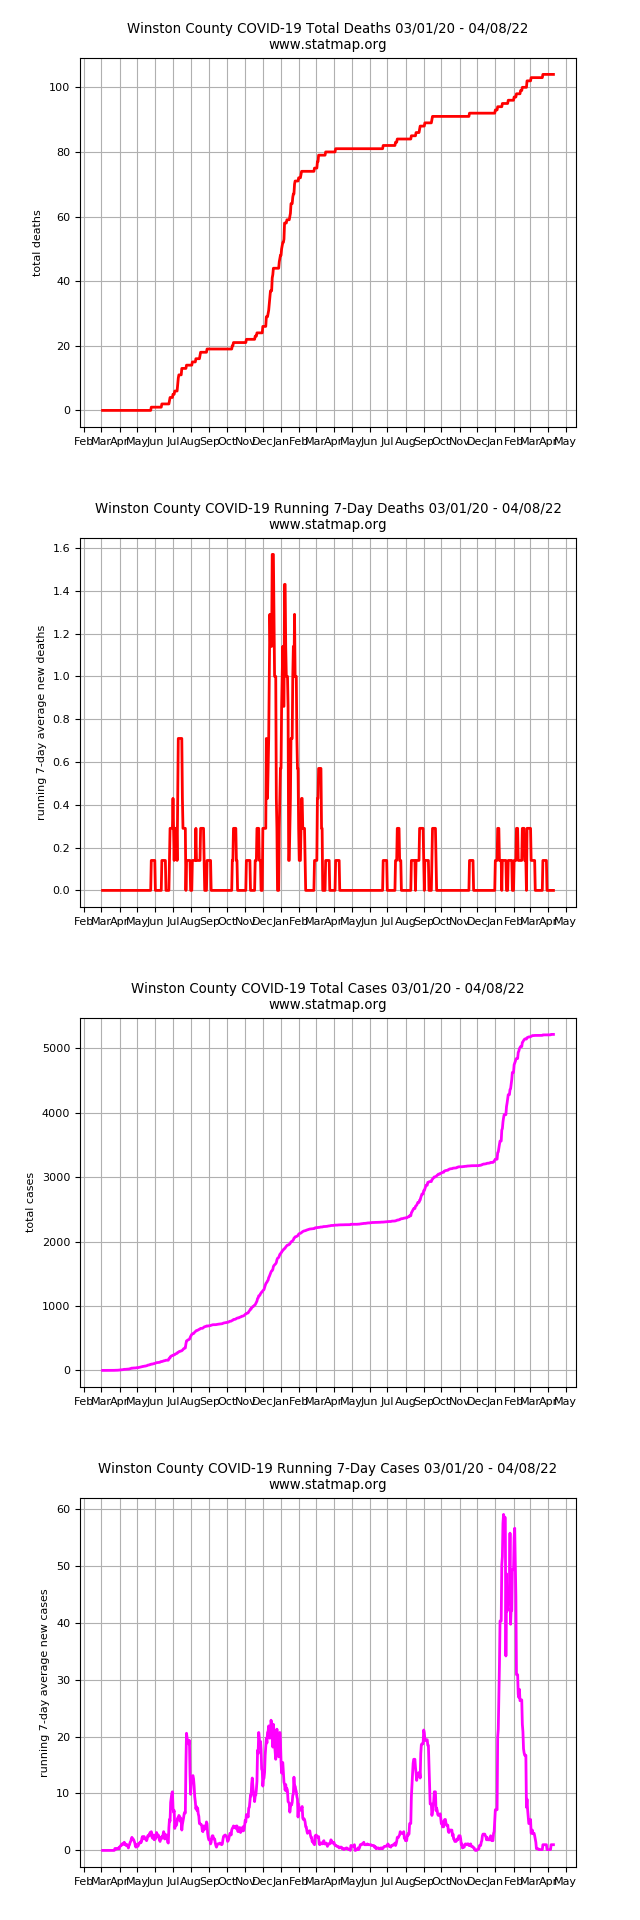 Winston County COVID-19 Total Deaths 03/01/20 - 04/08/22
www.statmap.org
total deaths
100
80
60
40
20
0
Feb Mar Apr May Jun Jul Aug Sep Oct Nov Dec Jan Feb Mar Apr May Jun Jul Aug Sep Oct Nov Dec Jan Feb Mar Apr May
Winston County COVID-19 Running 7-Day Deaths 03/01/20 - 04/08/22
www.statmap.org
running 7-day average new deaths
1.6
1.4
1.2
1.0
0.8
0.6
0.4
0.2
0.0
Feb Mar Apr May Jun Jul Aug Sep Oct Nov Dec Jan Feb Mar Apr May Jun Jul Aug Sep Oct Nov Dec Jan Feb Mar Apr May
Winston County COVID-19 Total Cases 03/01/20 - 04/08/22
www.statmap.org
total cases
5000
4000
3000
2000
1000
0
Feb Mar Apr May Jun Jul Aug Sep Oct Nov Dec Jan Feb Mar Apr May Jun Jul Aug Sep Oct Nov Dec Jan Feb Mar Apr May
Winston County COVID-19 Running 7-Day Cases 03/01/20 - 04/08/22
www.statmap.org
running 7-day average new cases
60
50
40
30
20
10
0
Feb Mar Apr May Jun Jul Aug Sep Oct Nov Dec Jan Feb Mar Apr May Jun Jul Aug Sep Oct Nov Dec Jan Feb Mar Apr May